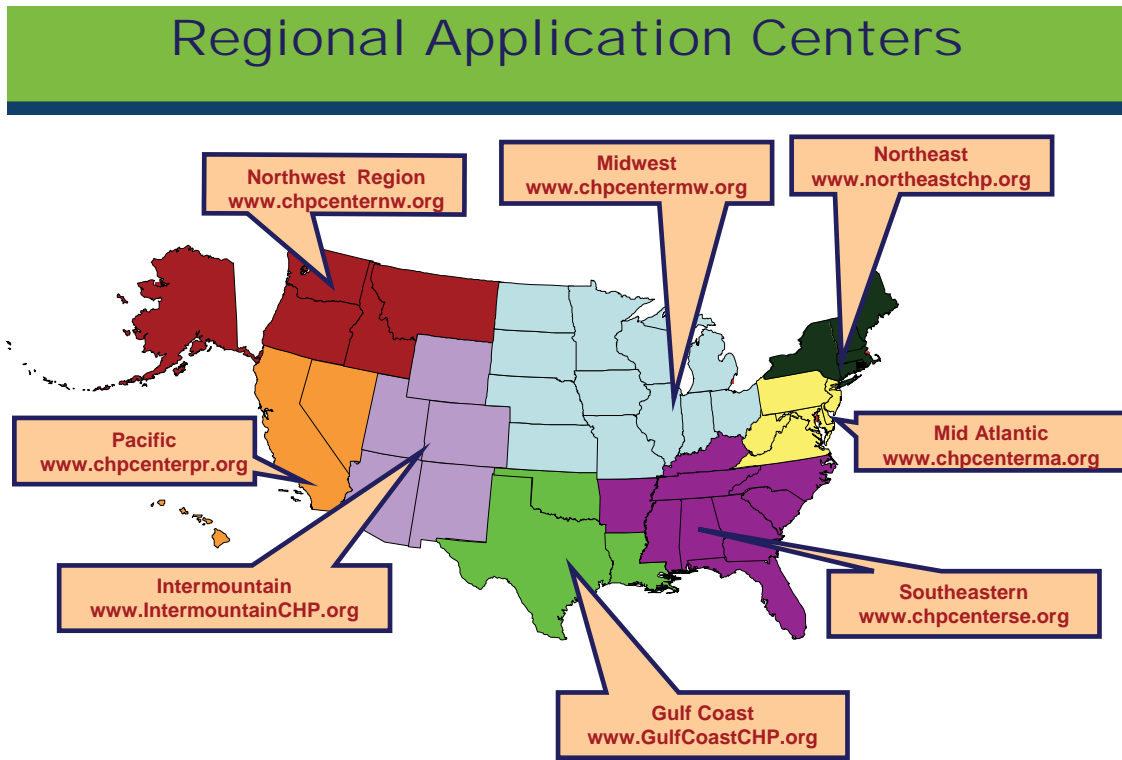 Regional Application Centers
Northwest Region
www.chpcenternw.org
Midwest
www.chpcentermw.org
Northeast
www.northeastchp.org
Pacific
www.chpcenterpr.org
Mid Atlantic
www.chpcenterma.org
Intermountain
www.IntermountainCHP.org
Southeastern
www.chpcenterse.org
Gulf Coast
www.GulfCoastCHP.org